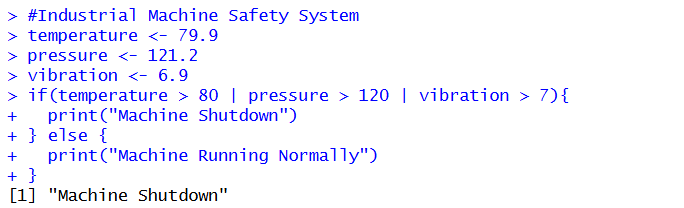 > #Industrial Machine Safety System
> temperature <- 79.9
> pressure <- 121.2
> vibration <- 6.9
> if(temperature > 80 | pressure > 120 | vibration > 7){
+   print("Machine Shutdown")
+ } else {
+   print("Machine Running Normally")
+ }
[1] "Machine Shutdown"